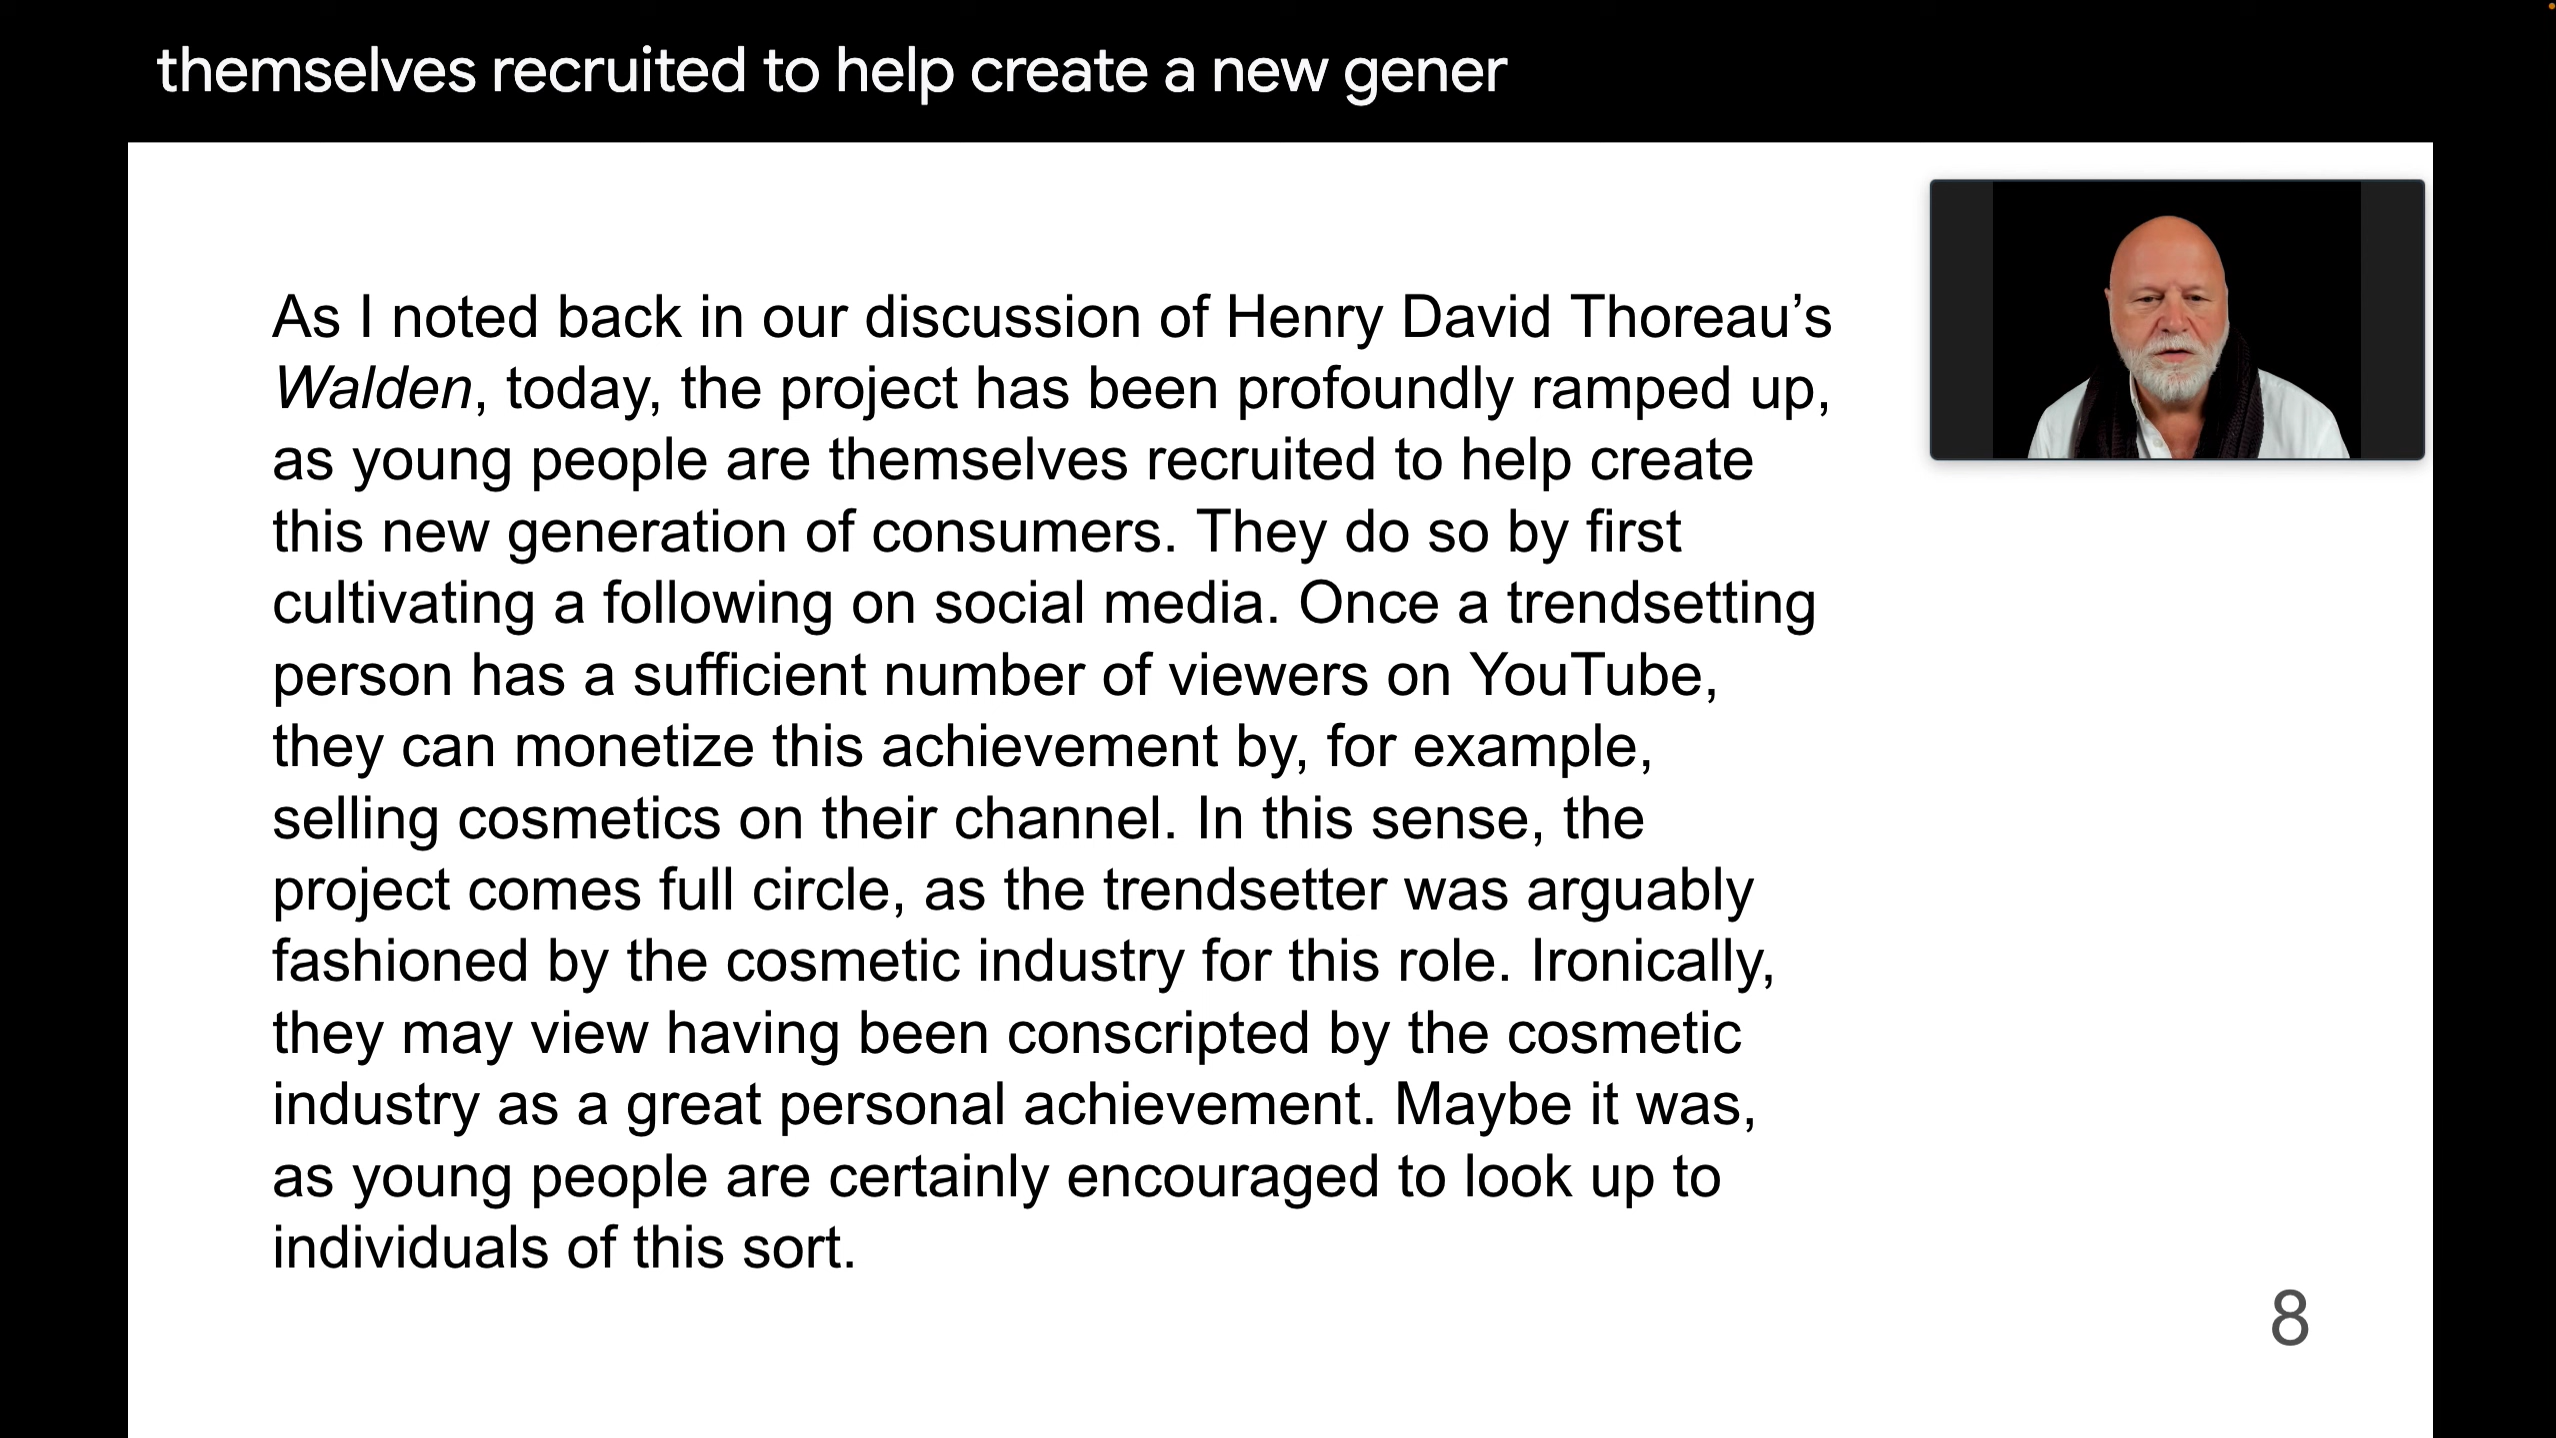 themselves recruited to help create a new gener
As I noted back in our discussion of Henry David Thoreau’s
Walden, today, the project has been profoundly ramped up,
as young people are themselves recruited to help create
this new generation of consumers. They do so by first
cultivating a following on social media. Once a trendsetting
person has a sufficient number of viewers on YouTube,
they can monetize this achievement by, for example,
selling cosmetics on their channel. In this sense, the
project comes full circle, as the trendsetter was arguably
fashioned by the cosmetic industry for this role. Ironically,
they may view having been conscripted by the cosmetic
industry as a great personal achievement. Maybe it was,
as young people are certainly encouraged to look up to
individuals of this sort.
8